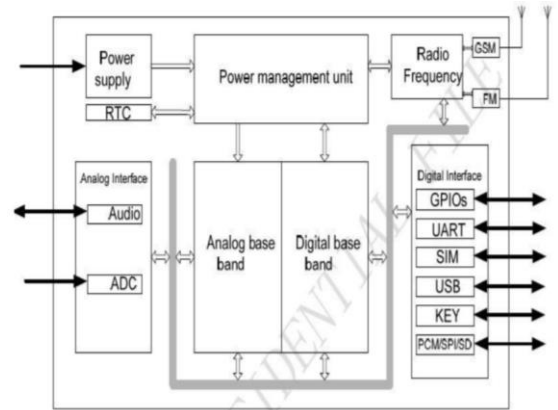 Power
supply
RTC
Power management unit
Radio
Frequency
GSM
FM
Analog Interface
Audio
ADC
Analog base
band
Digital base
band
Digital Interface
GPIOs
UART
SIM
USB
KEY
PCM/SPI/SD
FILE